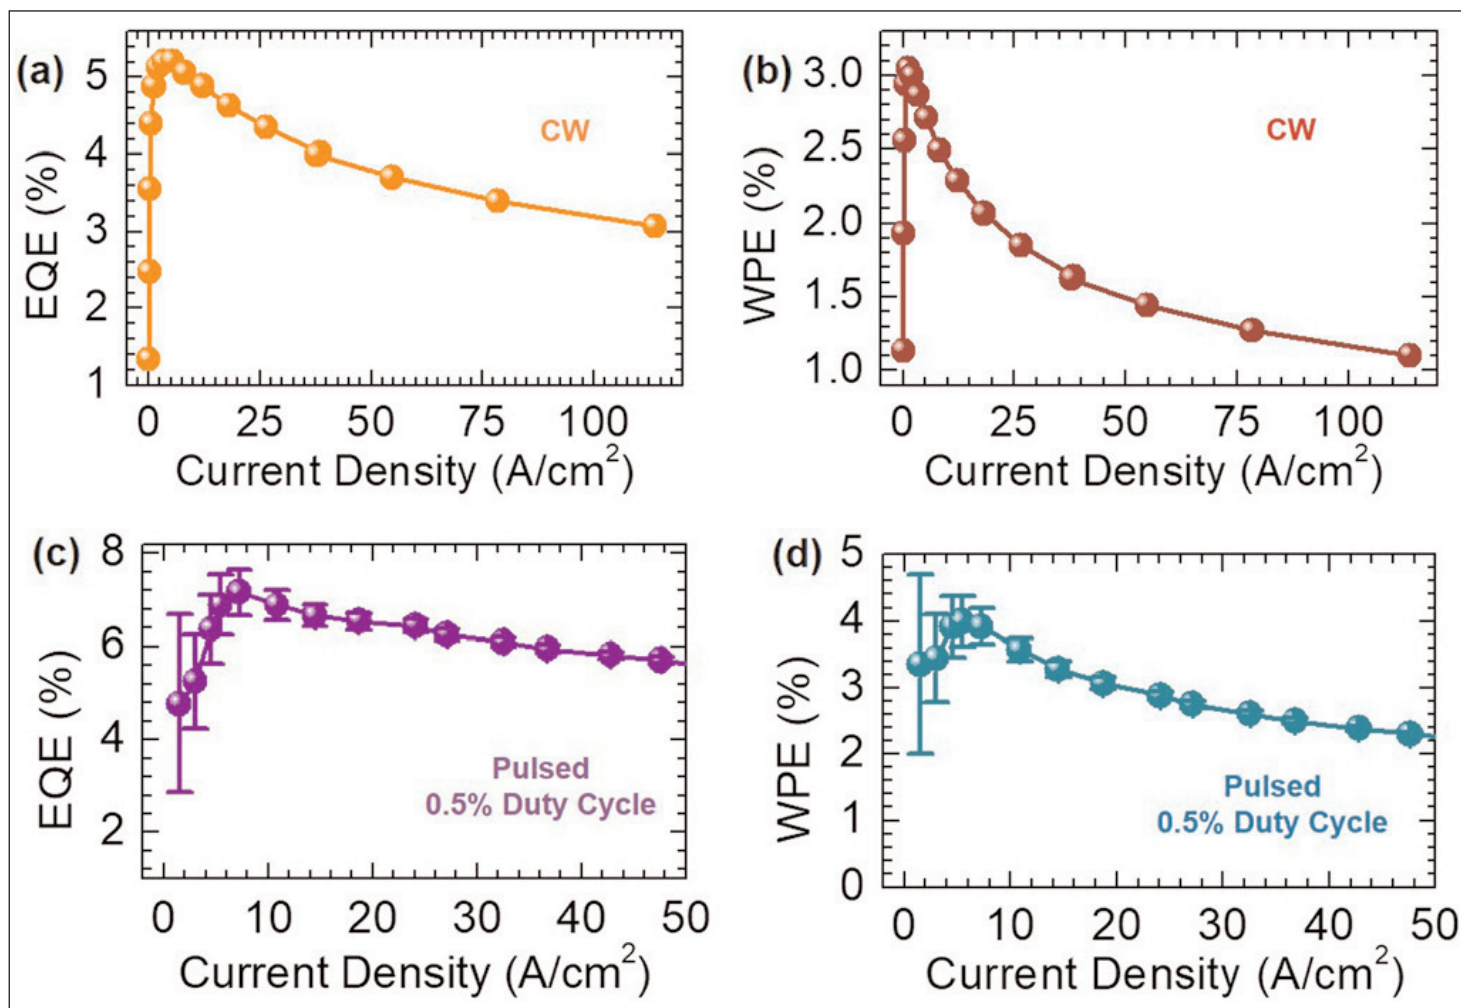 (a)
5
4
3
2
1
EQE (%)
CW
0 25 50 75 100
Current Density (A/cm²)
(b)
3.0
2.5
2.0
1.5
1.0
WPE (%)
CW
0 25 50 75 100
Current Density (A/cm²)
(c)
8
6
4
2
EQE (%)
Pulsed
0.5% Duty Cycle
0 10 20 30 40 50
Current Density (A/cm²)
(d)
5
4
3
2
1
0
WPE (%)
Pulsed
0.5% Duty Cycle
0 10 20 30 40 50
Current Density (A/cm²)